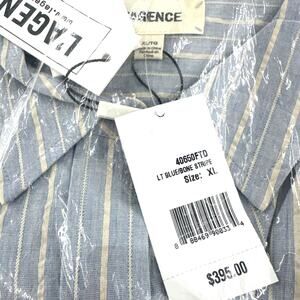 L'AGENCE
L'AGENCE
XL/TG
40650FTD
LT BLUE/BONE STRIPE
Size: XL
$395.00